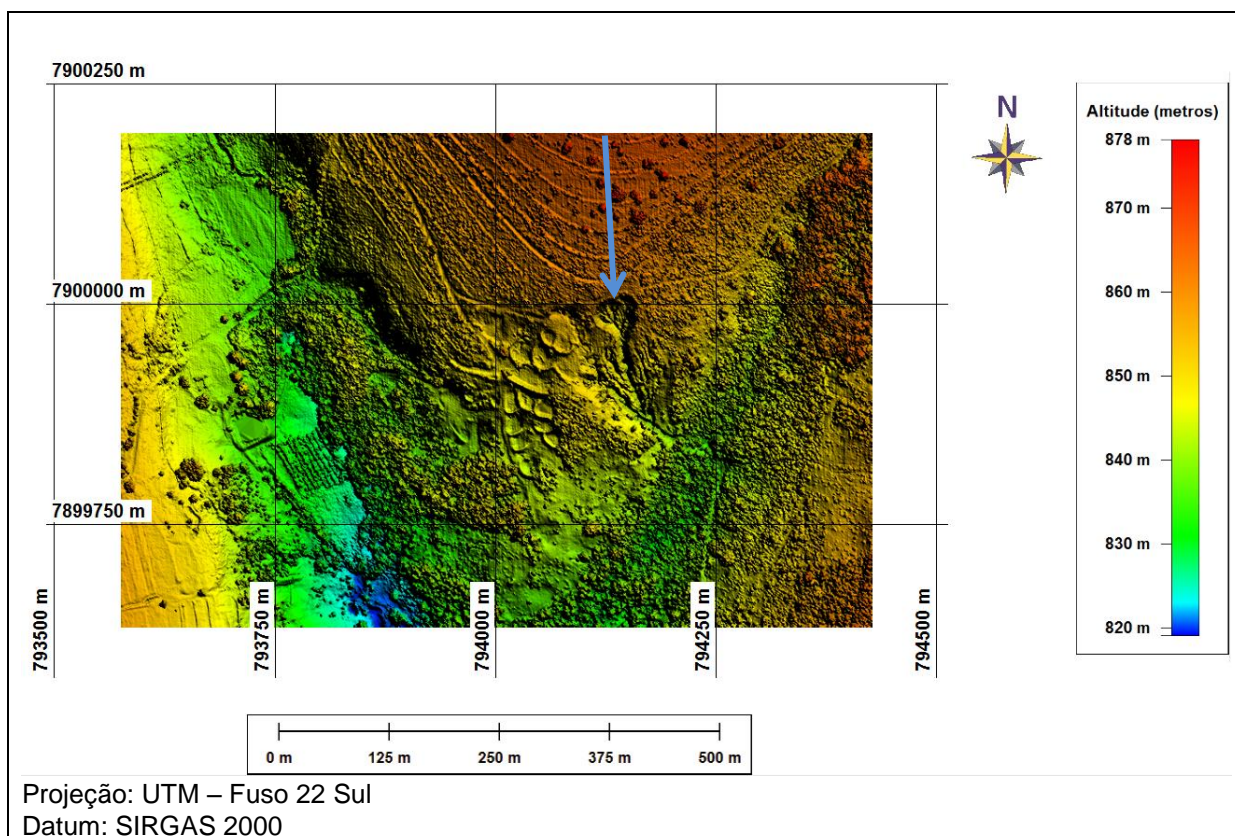 7900250 m
N
Altitude (metros)
878 m
870 m
860 m
7900000 m
850 m
840 m
7899750 m
830 m
820 m
793500 m
793750 m
794000 m
794250 m
794500 m
0 m 125 m 250 m 375 m 500 m
Projeção: UTM – Fuso 22 Sul
Datum: SIRGAS 2000